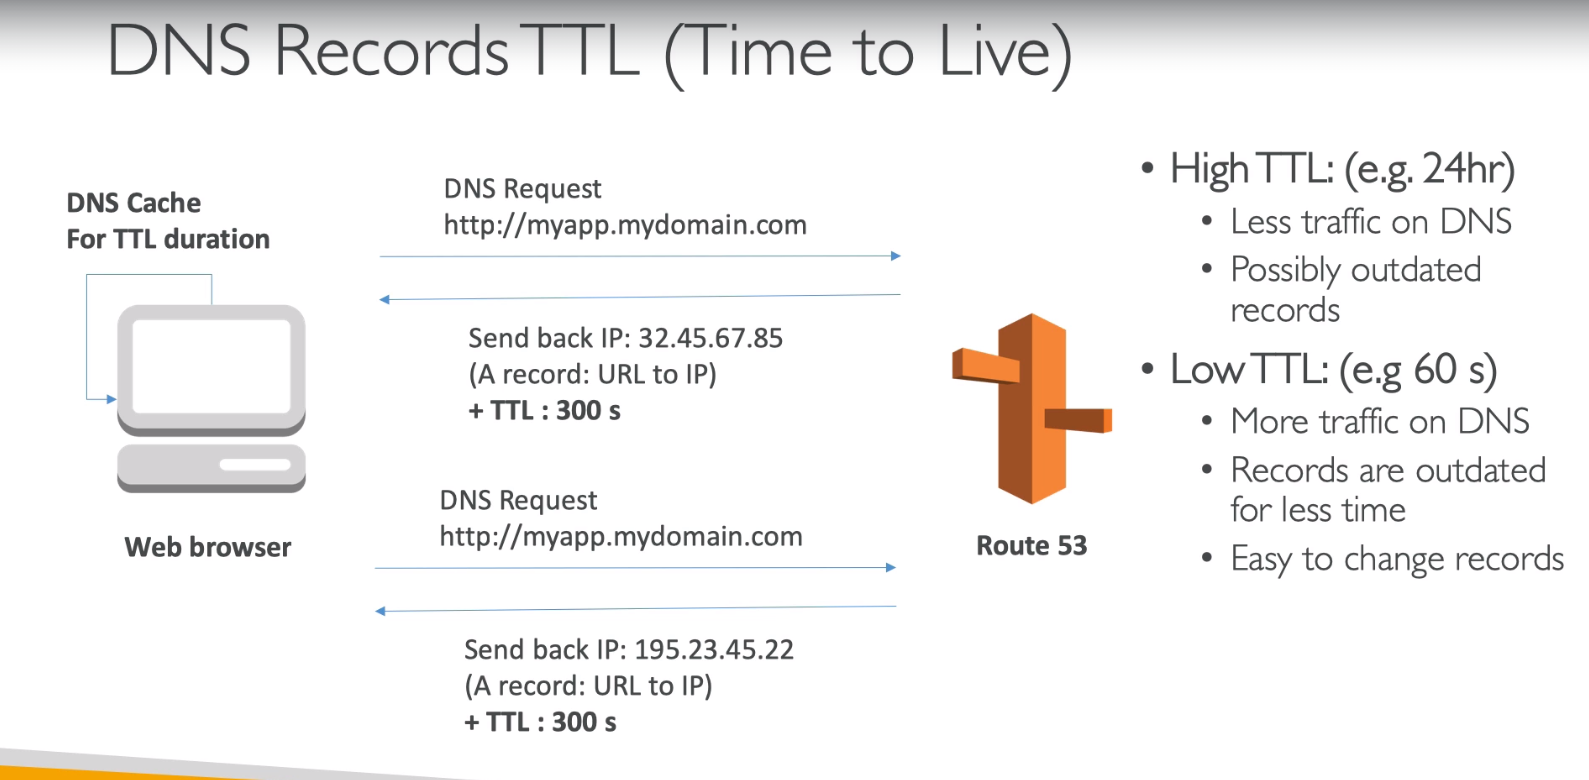 DNS Records TTL (Time to Live)
DNS Cache
For TTL duration
DNS Request
http://myapp.mydomain.com
Send back IP: 32.45.67.85
(A record: URL to IP)
+ TTL : 300 s
DNS Request
http://myapp.mydomain.com
Send back IP: 195.23.45.22
(A record: URL to IP)
+ TTL : 300 s
Web browser
Route 53
• High TTL: (e.g. 24hr)
• Less traffic on DNS
• Possibly outdated
records
• Low TTL: (e.g 60 s)
• More traffic on DNS
• Records are outdated
for less time
• Easy to change records